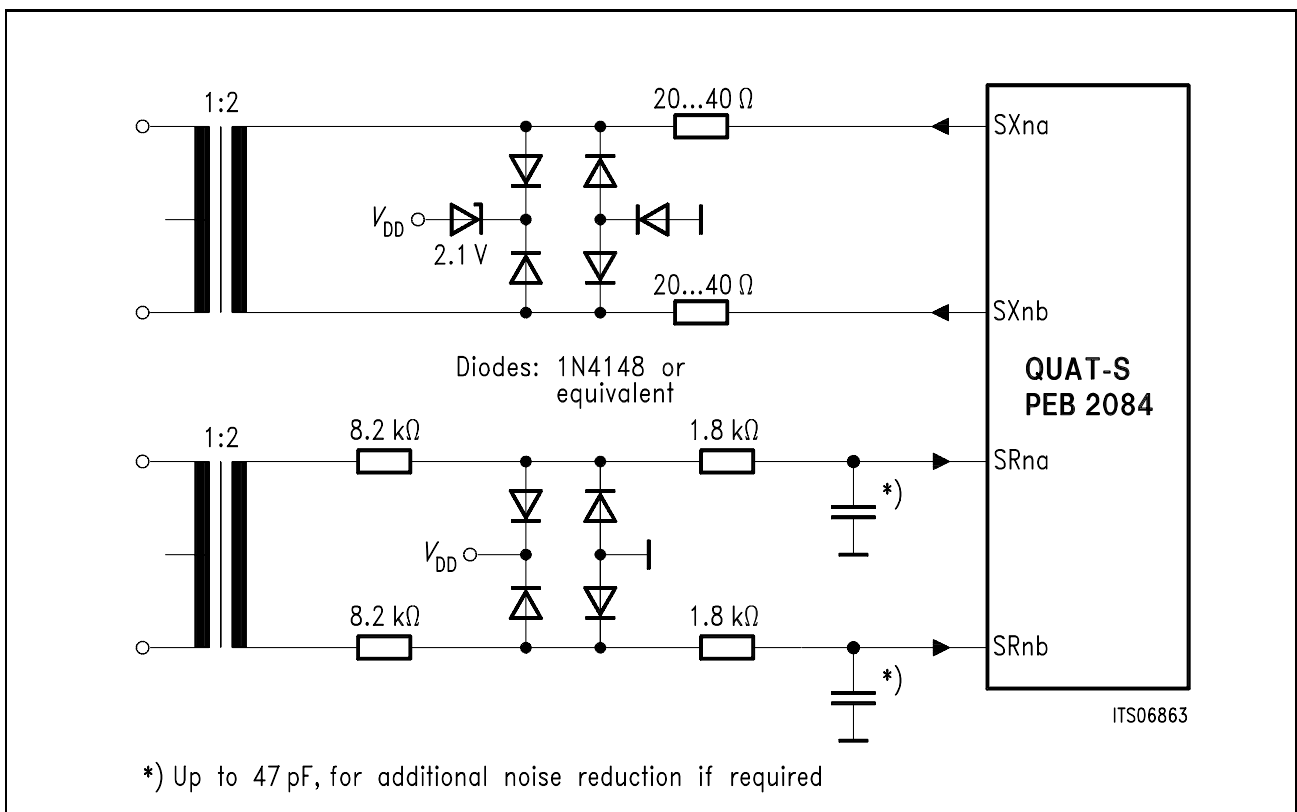 1:2
20...40 Ω
SXna
VDD
2.1 V
20...40 Ω
SXnb
Diodes: 1N4148 or
equivalent
QUAT-S
PEB 2084
1:2
8.2 kΩ
1.8 kΩ
SRna
*)
VDD
8.2 kΩ
1.8 kΩ
SRnb
*)
ITS06863
*) Up to 47 pF, for additional noise reduction if required